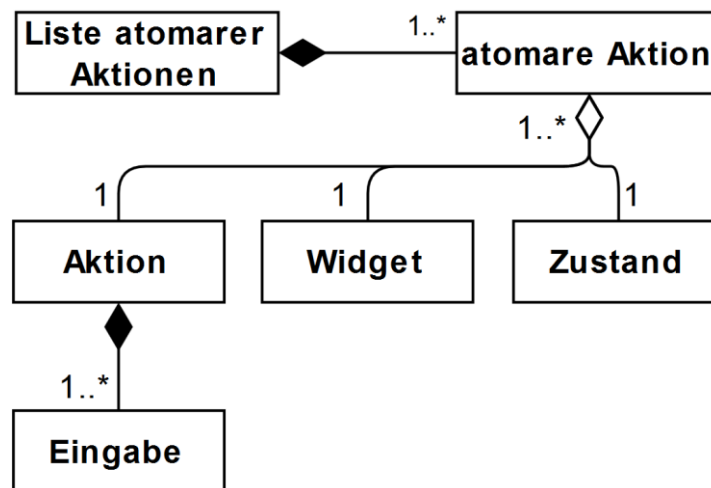 Liste atomarer
Aktionen
1..*
atomare Aktion
1..*
1
1
1
Aktion
Widget
Zustand
1..*
Eingabe